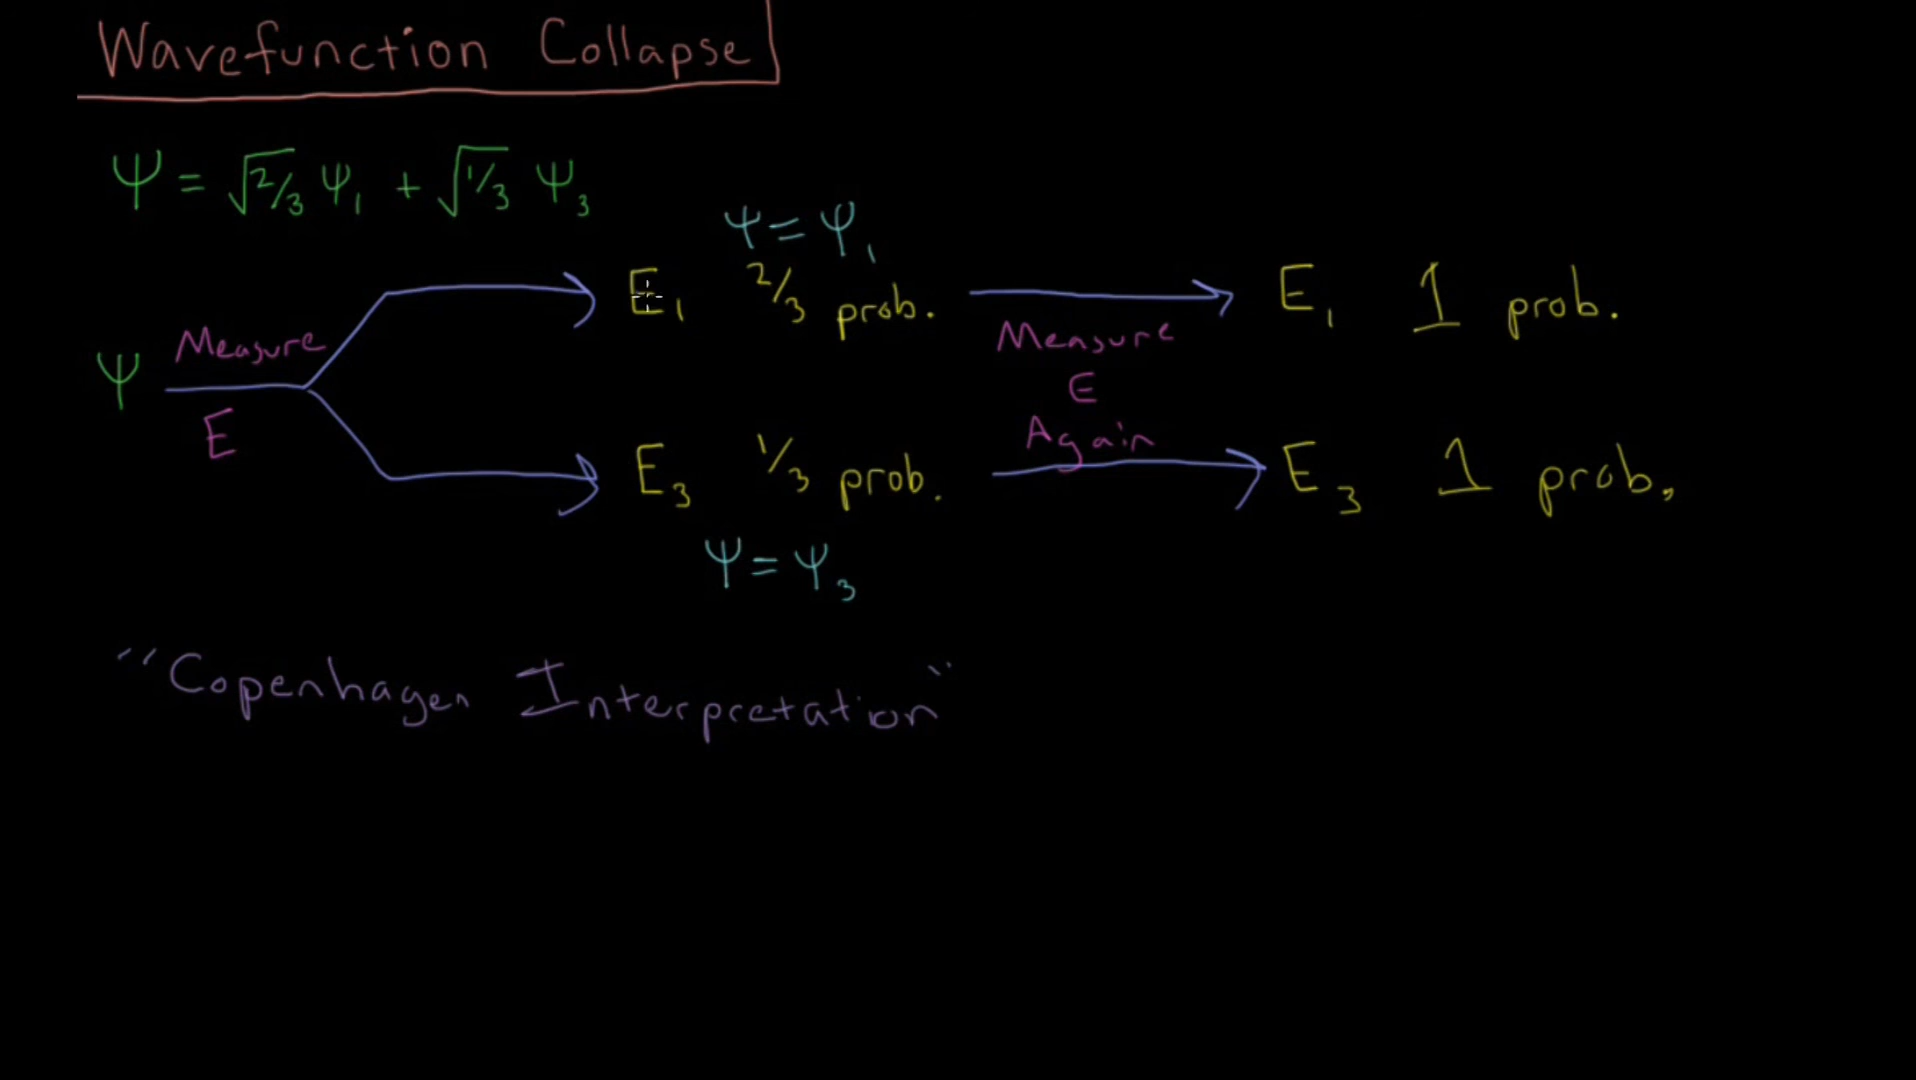 Wavefunction Collapse
Ψ = √2/3 Ψ₁ + √1/3 Ψ₃
Ψ = Ψ₁
E₁ 2/3 prob. E₁ 1 prob.
Ψ Measure E
Measure E Again
E₃ 1/3 prob. E₃ 1 prob.
Ψ = Ψ₃
"Copenhagen Interpretation"